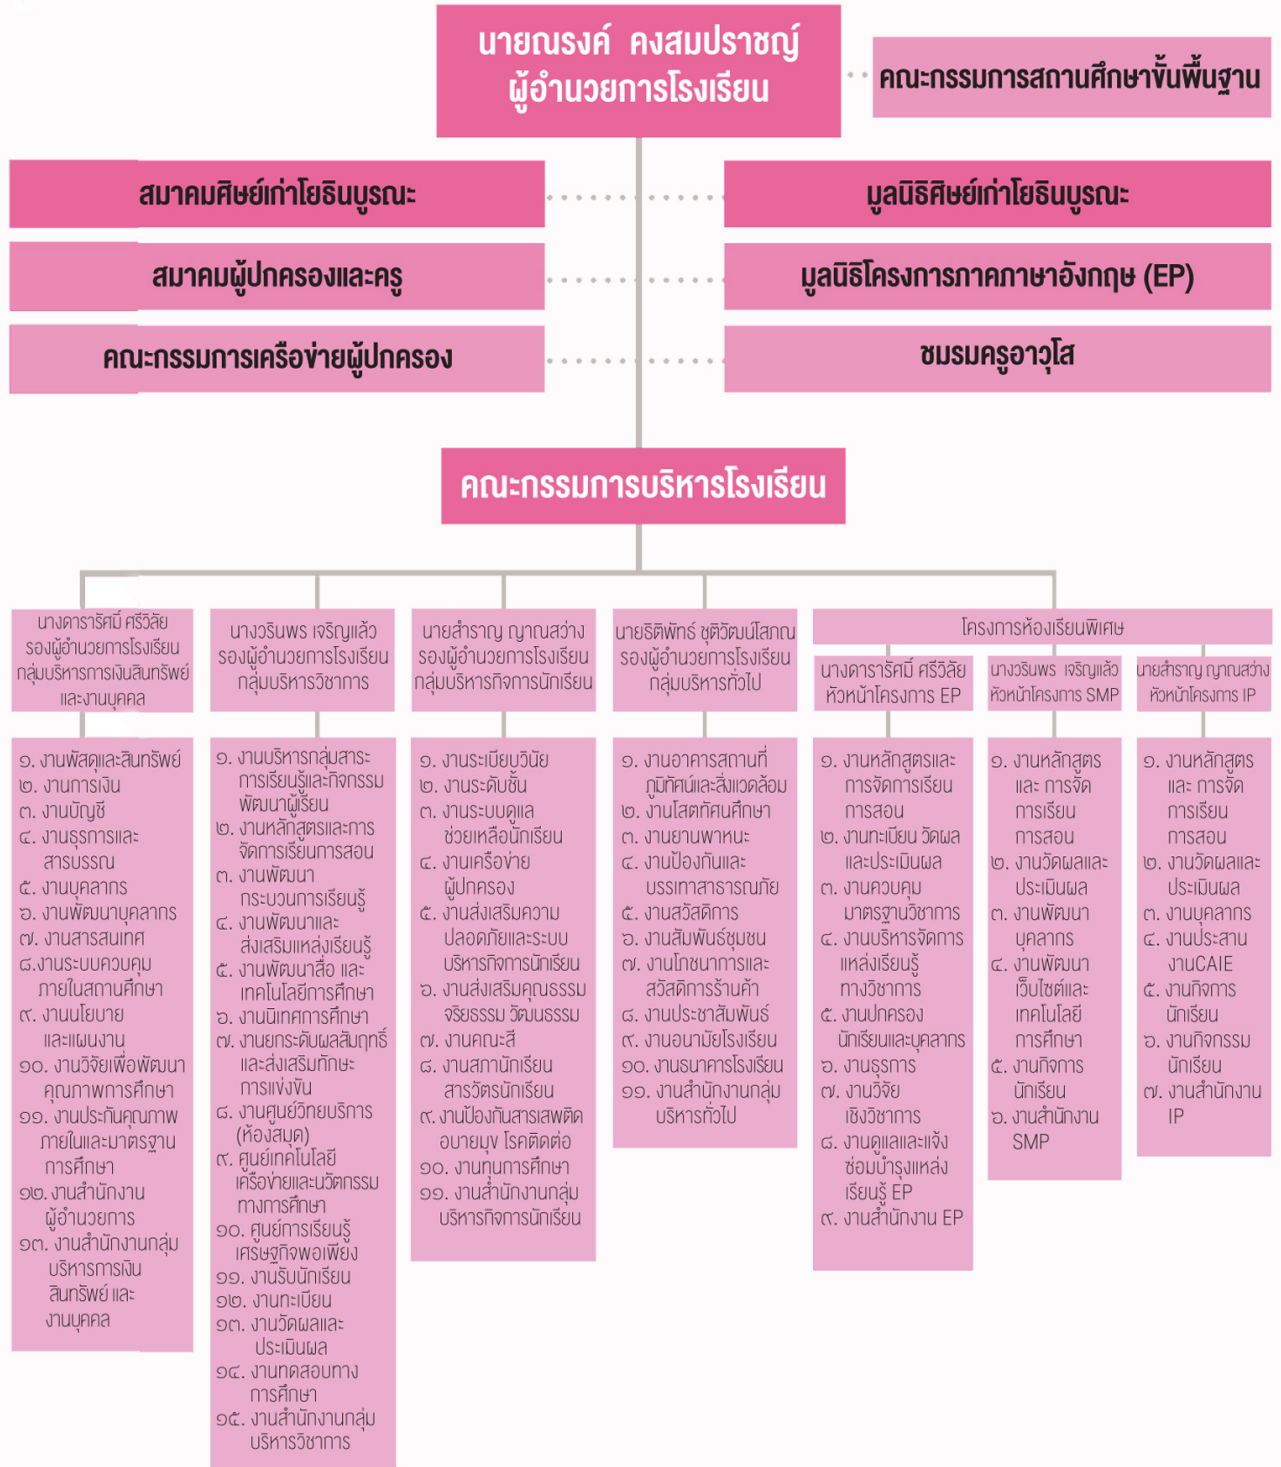 นายณรงค์ คงสมปราชญ์
ผู้อำนวยการโรงเรียน
คณะกรรมการสถานศึกษาขั้นพื้นฐาน
สมาคมศิษย์เก่าโยธินบูรณะ
มูลนิธิศิษย์เก่าโยธินบูรณะ
สมาคมผู้ปกครองและครู
มูลนิธิโครงการภาคภาษาอังกฤษ (EP)
คณะกรรมการเครือข่ายผู้ปกครอง
ชมรมครูอาวุโส
คณะกรรมการบริหารโรงเรียน
นางดารารัศมิ์ ศรีวิลัย
รองผู้อำนวยการโรงเรียน
กลุ่มบริหารการเงินสินทรัพย์
และงานบุคคล
๑. งานพัสดุและสินทรัพย์
๒. งานการเงิน
๓. งานบัญชี
๔. งานธุรการและ
สารบรรณ
๕. งานบุคลากร
๖. งานพัฒนาบุคลากร
๗. งานสารสนเทศ
๘.งานระบบควบคุม
ภายในสถานศึกษา
๙. งานนโยบาย
และแผนงาน
๑๐. งานวิจัยเพื่อพัฒนา
คุณภาพการศึกษา
๑๑. งานประกันคุณภาพ
ภายในและมาตรฐาน
การศึกษา
๑๒. งานสำนักงาน
ผู้อำนวยการ
๑๓. งานสำนักงานกลุ่ม
บริหารการเงิน
สินทรัพย์ และ
งานบุคคล
นางวรินพร เจริญแล้ว
รองผู้อำนวยการโรงเรียน
กลุ่มบริหารวิชาการ
๑. งานบริหารกลุ่มสาระ
การเรียนรู้และกิจกรรม
พัฒนาผู้เรียน
๒. งานหลักสูตรและการ
จัดการเรียนการสอน
๓. งานพัฒนา
กระบวนการเรียนรู้
๔. งานพัฒนาและ
ส่งเสริมแหล่งเรียนรู้
๕. งานพัฒนาสื่อ และ
เทคโนโลยีการศึกษา
๖. งานนิเทศการศึกษา
๗. งานยกระดับผลสัมฤทธิ์
และส่งเสริมทักษะ
การแข่งขัน
๘. งานศูนย์วิทยบริการ
(ห้องสมุด)
๙. ศูนย์เทคโนโลยี
เครือข่ายและนวัตกรรม
ทางการศึกษา
๑๐. ศูนย์การเรียนรู้
เศรษฐกิจพอเพียง
๑๑. งานรับนักเรียน
๑๒. งานทะเบียน
๑๓. งานวัดผลและ
ประเมินผล
๑๔. งานทดสอบทาง
การศึกษา
๑๕. งานสำนักงานกลุ่ม
บริหารวิชาการ
นายสำราญ ญาณสว่าง
รองผู้อำนวยการโรงเรียน
กลุ่มบริหารกิจการนักเรียน
๑. งานระเบียบวินัย
๒. งานระดับชั้น
๓. งานระบบดูแล
ช่วยเหลือนักเรียน
๔. งานเครือข่าย
ผู้ปกครอง
๕. งานส่งเสริมความ
ปลอดภัยและระบบ
บริหารกิจการนักเรียน
๖. งานส่งเสริมคุณธรรม
จริยธรรม วัฒนธรรม
๗. งานคณะสี
๘. งานสภานักเรียน
สารวัตรนักเรียน
๙. งานป้องกันสารเสพติด
อบายมุข โรคติดต่อ
๑๐. งานทุนการศึกษา
๑๑. งานสำนักงานกลุ่ม
บริหารกิจการนักเรียน
นายธิติพัทธ์ ชุติวัฒน์โสภณ
รองผู้อำนวยการโรงเรียน
กลุ่มบริหารทั่วไป
๑. งานอาคารสถานที่
ภูมิทัศน์และสิ่งแวดล้อม
๒. งานโสตทัศนศึกษา
๓. งานยานพาหนะ
๔. งานป้องกันและ
บรรเทาสาธารณภัย
๕. งานสวัสดิการ
๖. งานสัมพันธ์ชุมชน
๗. งานโภชนาการและ
สวัสดิการร้านค้า
๘. งานประชาสัมพันธ์
๙. งานอนามัยโรงเรียน
๑๐. งานธนาคารโรงเรียน
๑๑. งานสำนักงานกลุ่ม
บริหารทั่วไป
โครงการห้องเรียนพิเศษ
นางดารารัศมิ์ ศรีวิลัย
หัวหน้าโครงการ EP
๑. งานหลักสูตรและ
การจัดการเรียน
การสอน
๒. งานทะเบียน วัดผล
และประเมินผล
๓. งานควบคุม
มาตรฐานวิชาการ
๔. งานบริหารจัดการ
แหล่งเรียนรู้
ทางวิชาการ
๕. งานปกครอง
นักเรียนและบุคลากร
๖. งานธุรการ
๗. งานวิจัย
เชิงวิชาการ
๘. งานดูแลและแจ้ง
ซ่อมบำรุงแหล่ง
เรียนรู้ EP
๙. งานสำนักงาน EP
นางวรินพร เจริญแล้ว
หัวหน้าโครงการ SMP
๑. งานหลักสูตร
และ การจัด
การเรียน
การสอน
๒. งานวัดผลและ
ประเมินผล
๓. งานพัฒนา
บุคลากร
๔. งานพัฒนา
เว็บไซต์และ
เทคโนโลยี
การศึกษา
๕. งานกิจการ
นักเรียน
๖. งานสำนักงาน
SMP
นายสำราญ ญาณสว่าง
หัวหน้าโครงการ IP
๑. งานหลักสูตร
และ การจัด
การเรียน
การสอน
๒. งานวัดผลและ
ประเมินผล
๓. งานบุคลากร
๔. งานประสาน
งานCAIE
๕. งานกิจการ
นักเรียน
๖. งานกิจกรรม
นักเรียน
๗. งานสำนักงาน
IP